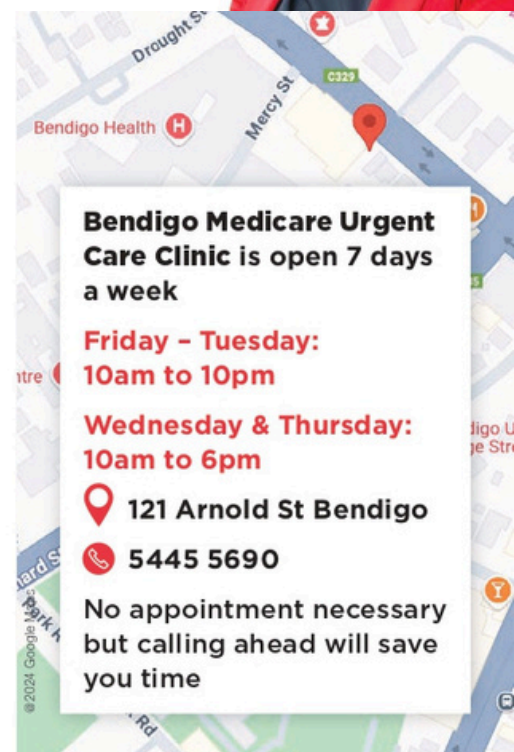 Drought St
C329
Mercy St
Bendigo Health
H
Bendigo Medicare Urgent
Care Clinic is open 7 days
a week
Friday – Tuesday:
10am to 10pm
Wednesday & Thursday:
10am to 6pm
121 Arnold St Bendigo
5445 5690
No appointment necessary
but calling ahead will save
you time
@2024 Google Maps
Rd